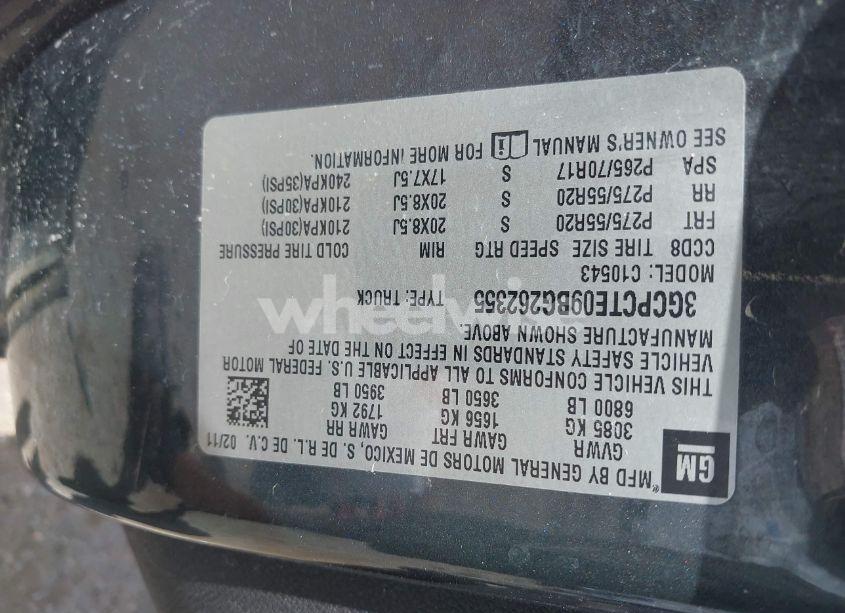 GM
MFD BY GENERAL MOTORS DE MEXICO, S. DE R.L. DE C.V. 02/11
GVWR GAWR FRT GAWR RR
3085 KG 1656 KG 1792 KG
6800 LB 3650 LB 3950 LB
THIS VEHICLE CONFORMS TO ALL APPLICABLE U.S. FEDERAL MOTOR
VEHICLE SAFETY STANDARDS IN EFFECT ON THE DATE OF
MANUFACTURE SHOWN ABOVE.
3GCPCTE09BG262355 TYPE: TRUCK
MODEL: C10543
CCD8 TIRE SIZE SPEED RTG RIM COLD TIRE PRESSURE
FRT P275/55R20 S 20X8.5J 210KPA(30PSI)
RR P275/55R20 S 20X8.5J 210KPA(30PSI)
SPA P265/70R17 S 17X7.5J 240KPA(35PSI)
SEE OWNER'S MANUAL FOR MORE INFORMATION.
wheelwise